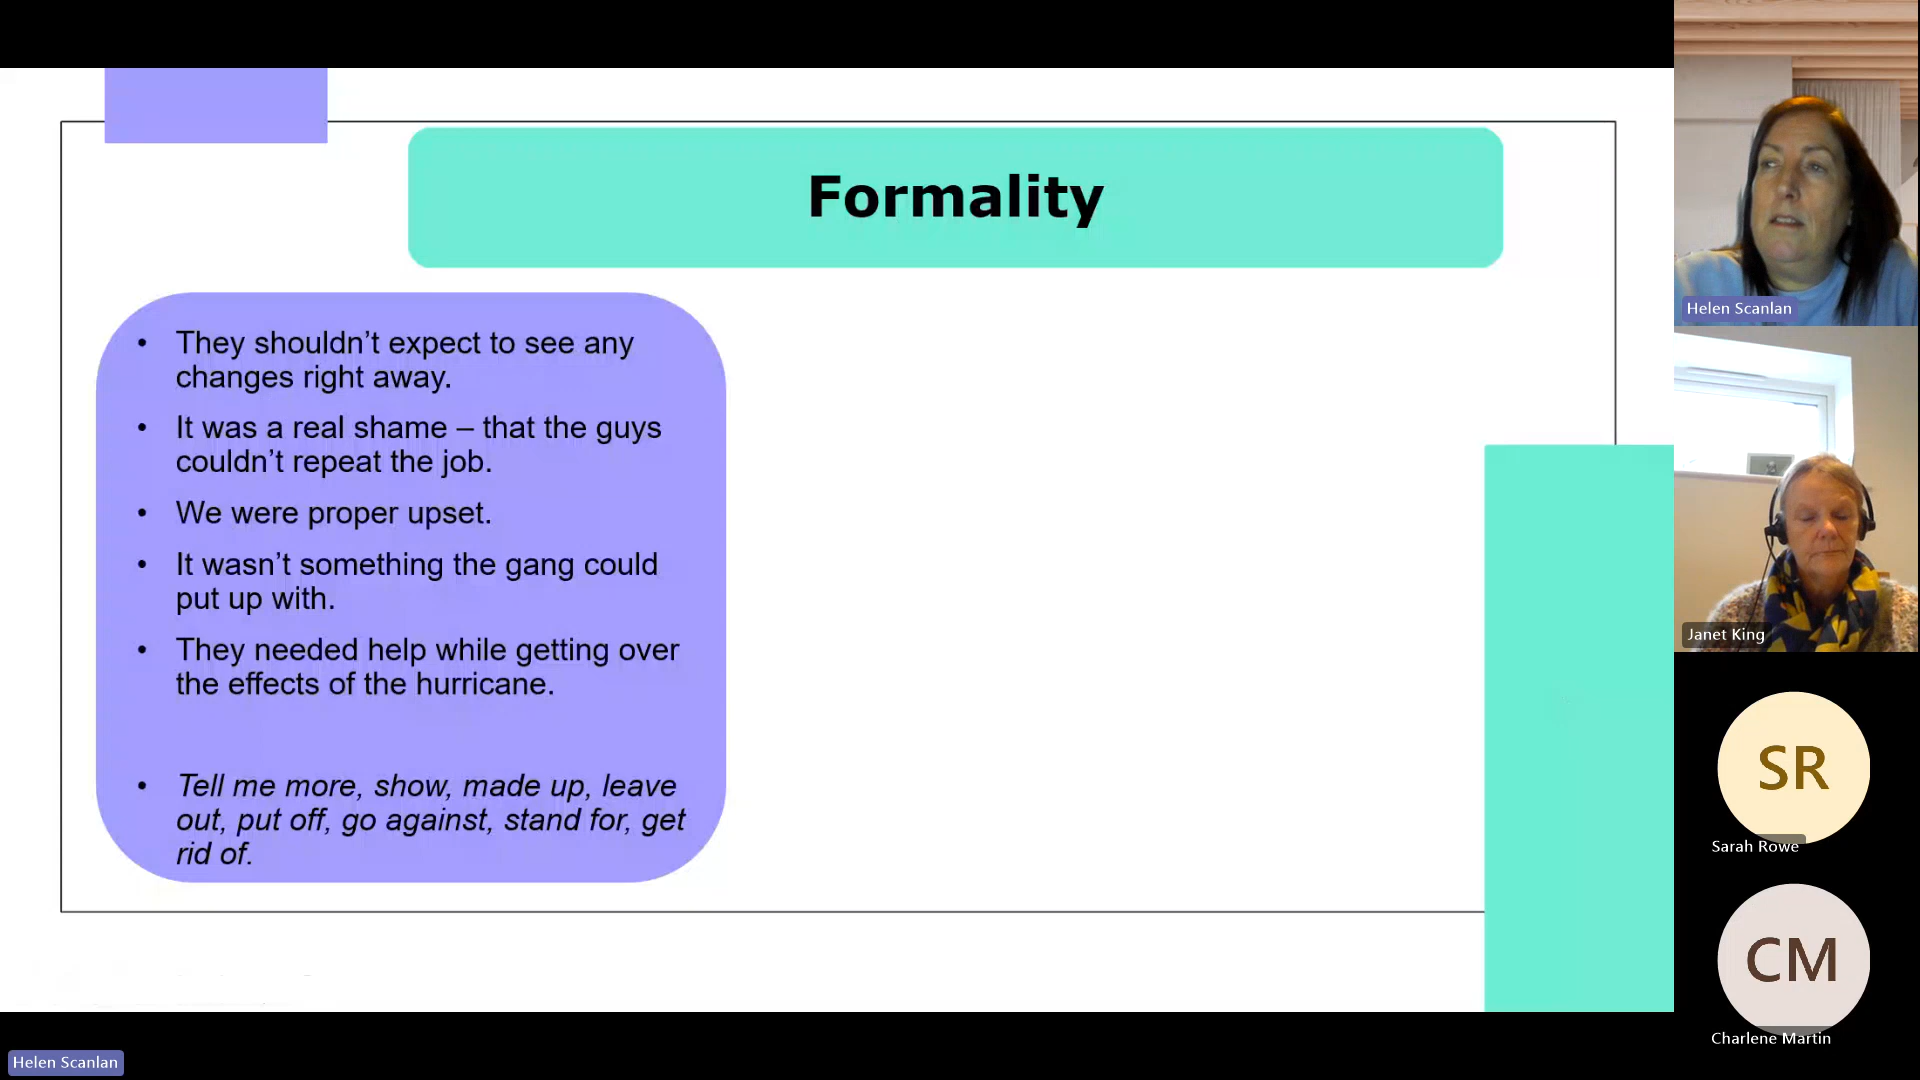 Formality
• They shouldn’t expect to see any
changes right away.
• It was a real shame – that the guys
couldn’t repeat the job.
• We were proper upset.
• It wasn’t something the gang could
put up with.
• They needed help while getting over
the effects of the hurricane.
• Tell me more, show, made up, leave
out, put off, go against, stand for, get
rid of.
Helen Scanlan
Janet King
SR
Sarah Rowe
CM
Charlene Martin
Helen Scanlan